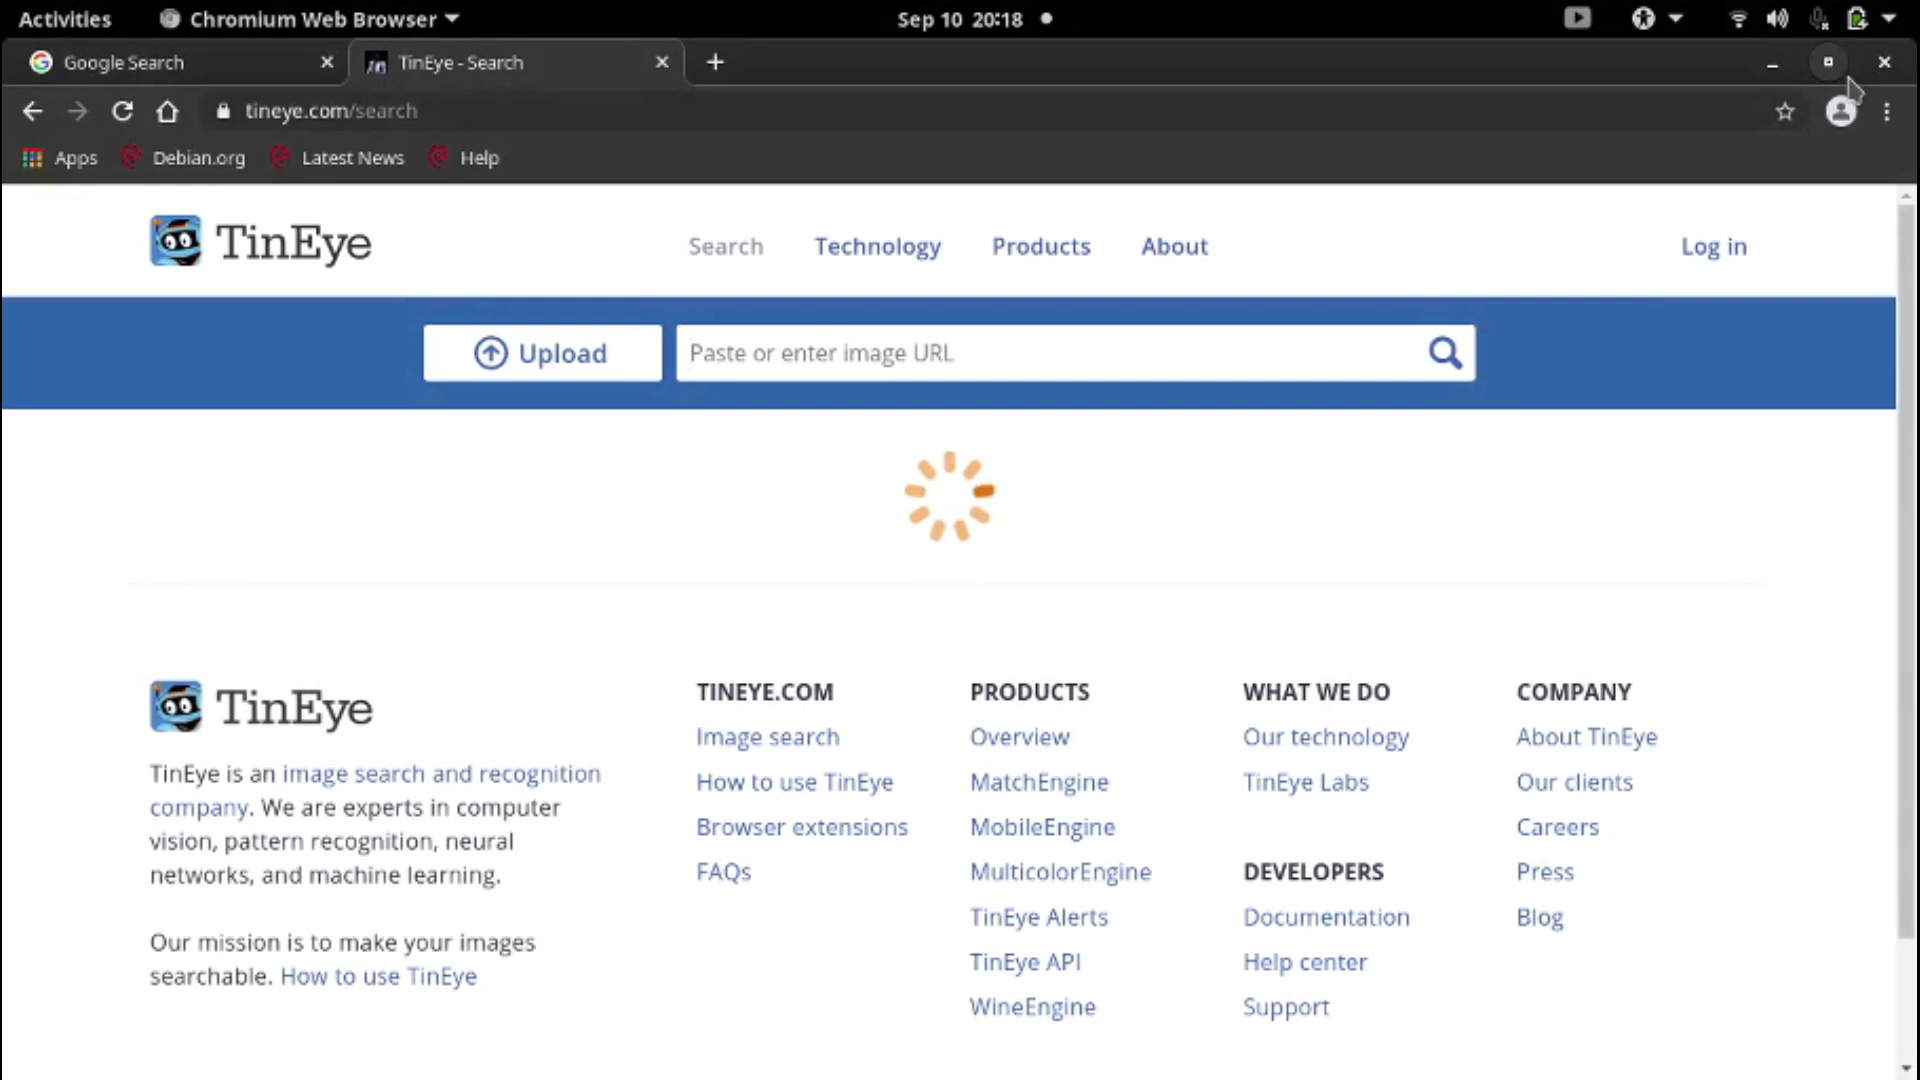 Activities Chromium Web Browser Sep 10 20:18
Google Search TinEye - Search
tineye.com/search
Apps Debian.org Latest News Help
TinEye Search Technology Products About Log in
Upload Paste or enter image URL
TinEye
TinEye is an image search and recognition
company. We are experts in computer
vision, pattern recognition, neural
networks, and machine learning.
Our mission is to make your images
searchable. How to use TinEye
TINEYE.COM
Image search
How to use TinEye
Browser extensions
FAQs
PRODUCTS
Overview
MatchEngine
MobileEngine
MulticolorEngine
TinEye Alerts
TinEye API
WineEngine
WHAT WE DO
Our technology
TinEye Labs
DEVELOPERS
Documentation
Help center
Support
COMPANY
About TinEye
Our clients
Careers
Press
Blog